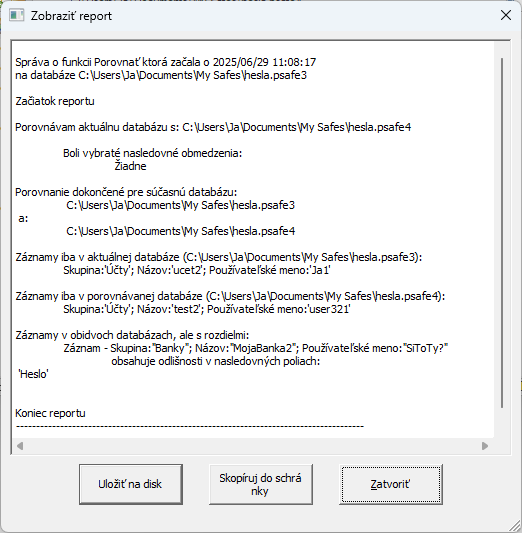 Zobraziť report
Správa o funkcii Porovnať ktorá začala o 2025/06/29 11:08:17
na databáze C:\Users\Ja\Documents\My Safes\hesla.psafe3
Začiatok reportu
Porovnávam aktuálnu databázu s: C:\Users\Ja\Documents\My Safes\hesla.psafe4
Boli vybraté nasledovné obmedzenia:
Žiadne
Porovnanie dokončené pre súčasnú databázu:
C:\Users\Ja\Documents\My Safes\hesla.psafe3
a:
C:\Users\Ja\Documents\My Safes\hesla.psafe4
Záznamy iba v aktuálnej databáze (C:\Users\Ja\Documents\My Safes\hesla.psafe3):
Skupina:'Účty'; Názov:'ucet2'; Používateľské meno:'Ja1'
Záznamy iba v porovnávanej databáze (C:\Users\Ja\Documents\My Safes\hesla.psafe4):
Skupina:'Účty'; Názov:'test2'; Používateľské meno:'user321'
Záznamy v obidvoch databázach, ale s rozdielmi:
Záznam - Skupina:"Banky"; Názov:"MojaBanka2"; Používateľské meno:"SiToTy?"
obsahuje odlišnosti v nasledovných poliach:
'Heslo'
Koniec reportu
---------------------------------------------------------------------------------------
Uložiť na disk
Skopíruj do schrá
nky
Zatvoriť